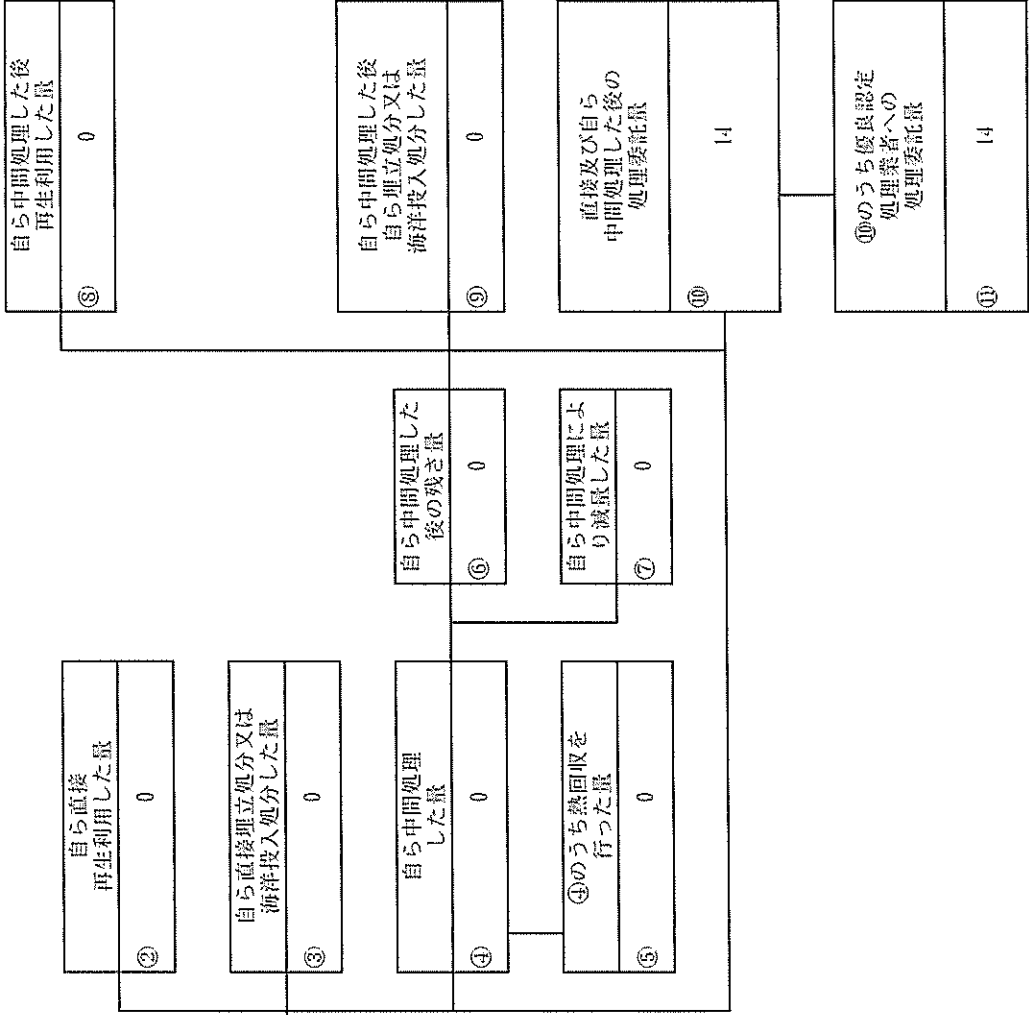 自ら直接
再生利用した量
②
0
自ら直接埋立処分又は
海洋投入処分した量
③
0
自ら中間処理
した量
④
0
④のうち熱回収を
行った量
⑤
0
自ら中間処理した
後の残さ量
⑥
0
自ら中間処理によ
り減量した量
⑦
0
自ら中間処理した後
再生利用した量
⑧
0
自ら中間処理した後
自ら埋立処分又は
海洋投入処分した量
⑨
0
直接及び自ら
中間処理した後の
処理委託量
⑩
14
⑩のうち優良認定
処理業者への
処理委託量
⑪
14